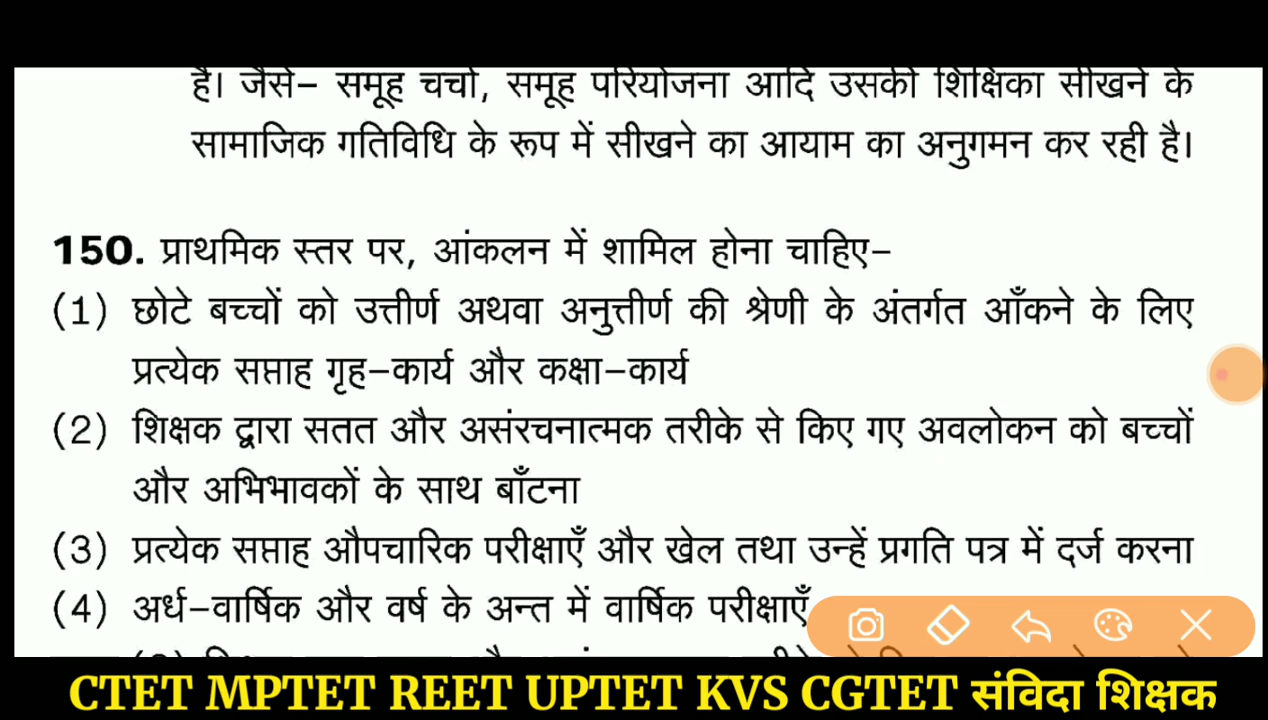 है। जैसे– समूह चर्चा, समूह परियोजना आदि उसकी शिक्षिका सीखने के
सामाजिक गतिविधि के रूप में सीखने का आयाम का अनुगमन कर रही है।
150. प्राथमिक स्तर पर, आंकलन में शामिल होना चाहिए–
(1) छोटे बच्चों को उत्तीर्ण अथवा अनुत्तीर्ण की श्रेणी के अंतर्गत आँकने के लिए
प्रत्येक सप्ताह गृह–कार्य और कक्षा–कार्य
(2) शिक्षक द्वारा सतत और असंरचनात्मक तरीके से किए गए अवलोकन को बच्चों
और अभिभावकों के साथ बाँटना
(3) प्रत्येक सप्ताह औपचारिक परीक्षाएँ और खेल तथा उन्हें प्रगति पत्र में दर्ज करना
(4) अर्ध–वार्षिक और वर्ष के अन्त में वार्षिक परीक्षाएँ
CTET MPTET REET UPTET KVS CGTET संविदा शिक्षक